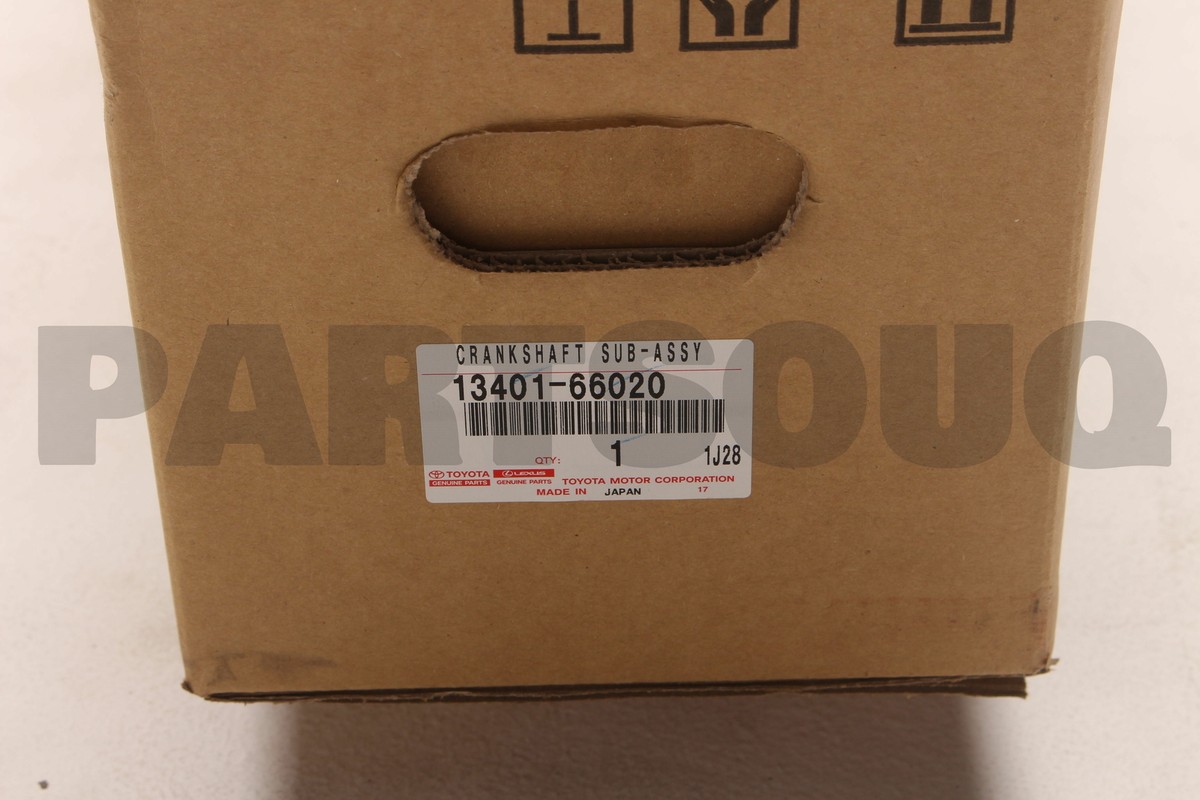 PARTSOUQ
CRANKSHAFT SUB-ASSY
13401-66020
QTY: 1 1J28
TOYOTA LEXUS
GENUINE PARTS GENUINE PARTS TOYOTA MOTOR CORPORATION
MADE IN JAPAN 17